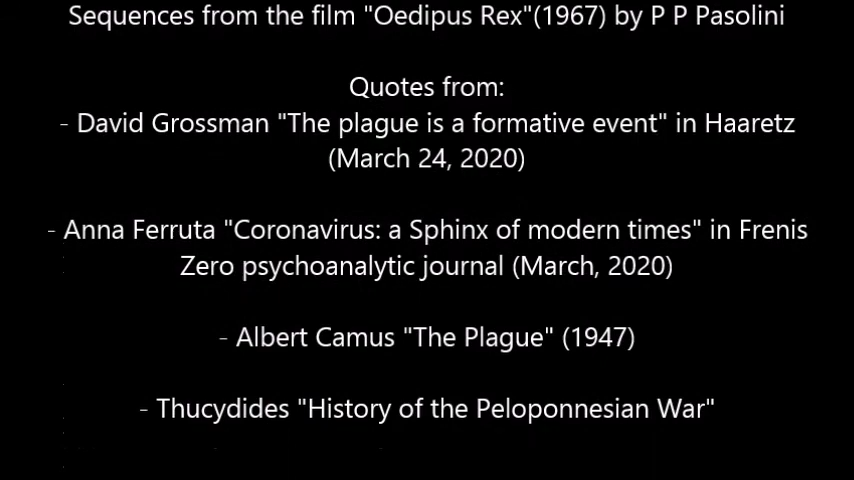 Sequences from the film "Oedipus Rex"(1967) by P P Pasolini
Quotes from:
- David Grossman "The plague is a formative event" in Haaretz
(March 24, 2020)
- Anna Ferruta "Coronavirus: a Sphinx of modern times" in Frenis
Zero psychoanalytic journal (March, 2020)
- Albert Camus "The Plague" (1947)
- Thucydides "History of the Peloponnesian War"